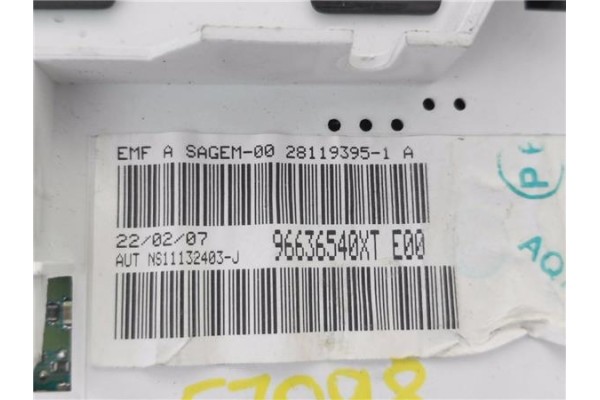 EMF A SAGEM-00 28119395-1 A
22/02/07
96636540XT E00
AUT NS11132403-J